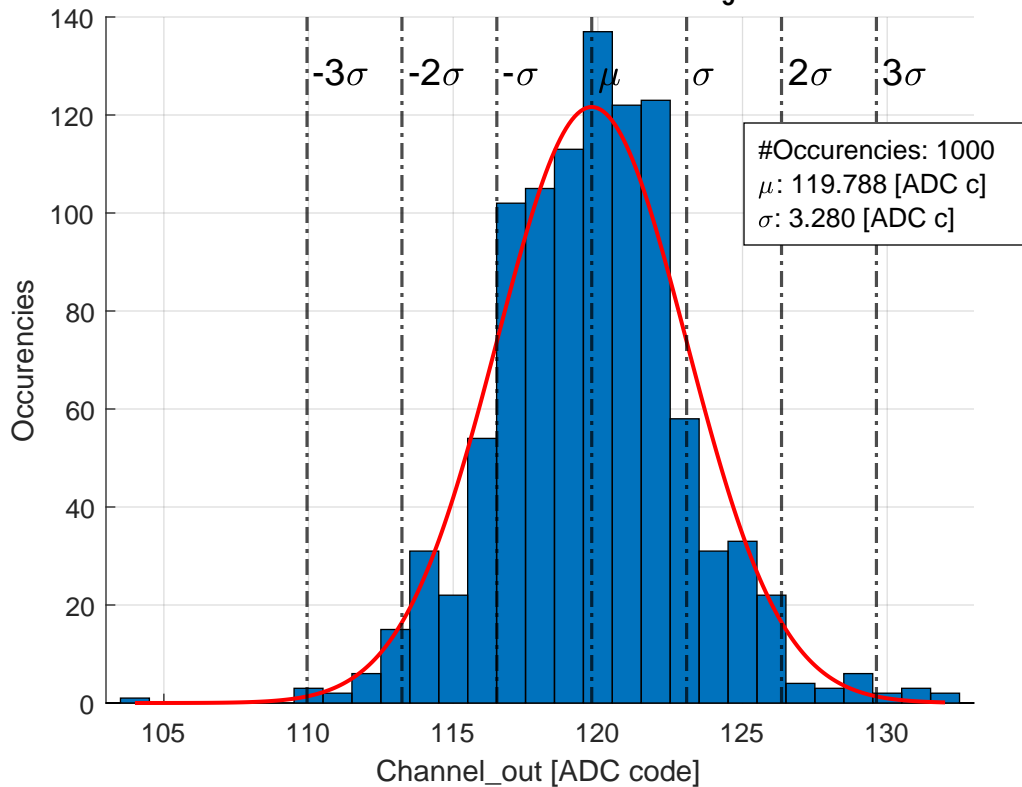 140
120
100
80
60
40
20
0
Occurencies
-3σ -2σ -σ μ σ 2σ 3σ
#Occurencies: 1000
μ: 119.788 [ADC c]
σ: 3.280 [ADC c]
105 110 115 120 125 130
Channel_out [ADC code]